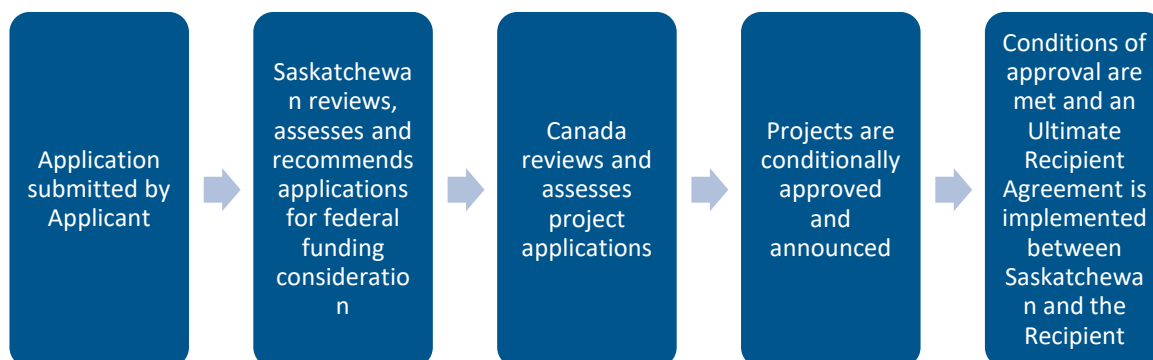 Application
submitted by
Applicant
Saskatchewa
n reviews,
assesses and
recommends
applications
for federal
funding
consideratio
n
Canada
reviews and
assesses
project
applications
Projects are
conditionally
approved
and
announced
Conditions of
approval are
met and an
Ultimate
Recipient
Agreement is
implemented
between
Saskatchewa
n and the
Recipient